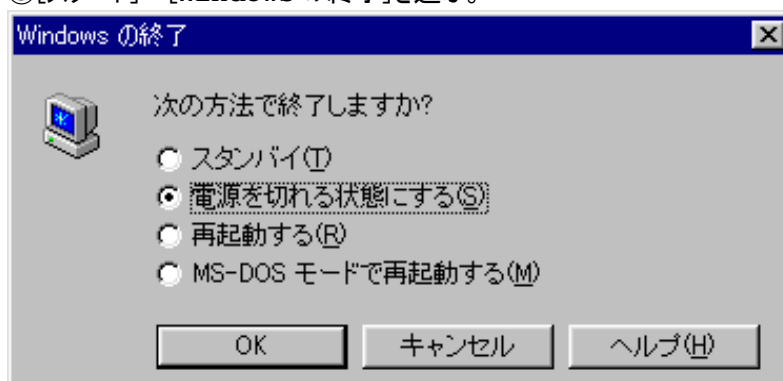 Windows の終了
次の方法で終了しますか?
スタンバイ(T)
電源を切れる状態にする(S)
再起動する(R)
MS-DOS モードで再起動する(M)
OK キャンセル ヘルプ(H)